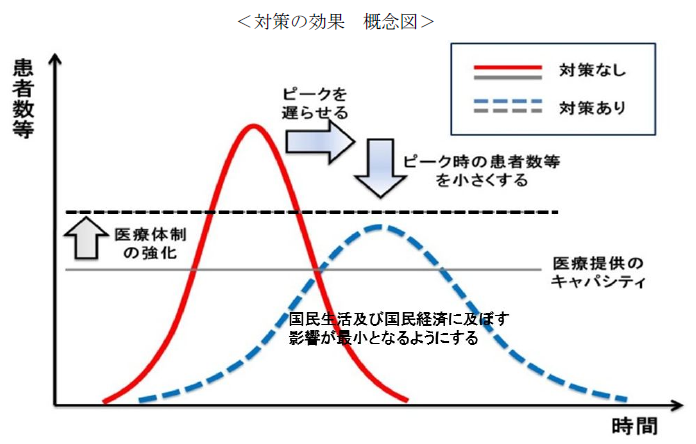 ＜対策の効果　概念図＞
患者数等
対策なし
対策あり
ピークを
遅らせる
ピーク時の患者数等
を小さくする
医療体制
の強化
医療提供の
キャパシティ
国民生活及び国民経済に及ぼす
影響が最小となるようにする
時間